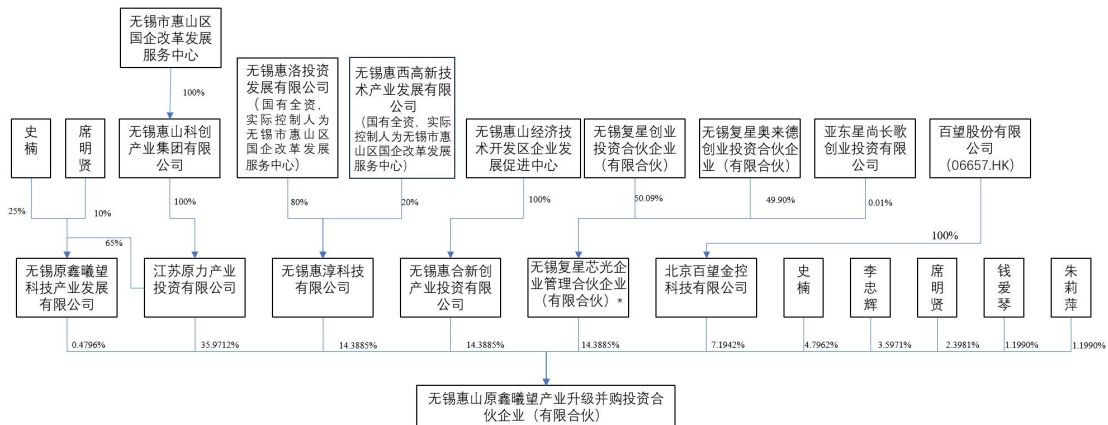 无锡市惠山区
国企改革发展
服务中心
100%
史
楠
席
明
贤
无锡惠山科创
产业集团有限
公司
无锡惠洛投资
发展有限公司
（国有全资，
实际控制人为
无锡市惠山区
国企改革发展
服务中心）
无锡惠西高新技
术产业发展有限
公司
（国有全资，实际
控制人为无锡市惠
山区国企改革发展
服务中心）
无锡惠山经济技
术开发区企业发
展促进中心
无锡复星创业
投资合伙企业
（有限合伙）
无锡复星奥来德
创业投资合伙企
业（有限合伙）
亚东星尚长歌
创业投资有限
公司
百望股份有限
公司
（06657.HK）
25%
10%
65%
100%
80%
20%
100%
50.09%
49.90%
0.01%
100%
无锡原鑫曦望
科技产业发展
有限公司
江苏原力产业
投资有限公司
无锡惠淳科技
有限公司
无锡惠合新创
产业投资有限
公司
无锡复星芯光企
业管理合伙企业
（有限合伙）*
北京百望金控
科技有限公司
史
楠
李
忠
辉
席
明
贤
钱
爱
琴
朱
莉
萍
0.4796%
35.9712%
14.3885%
14.3885%
14.3885%
7.1942%
4.7962%
3.5971%
2.3981%
1.1990%
1.1990%
无锡惠山原鑫曦望产业升级并购投资合
伙企业（有限合伙）